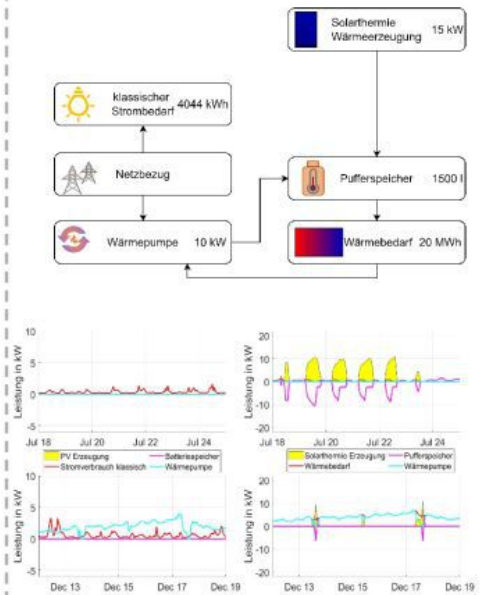 Solarthermie 15 kW
Wärmeerzeugung
klassischer 4044 kWh
Strombedarf
Netzbezug
Pufferspeicher 1500 l
Wärmepumpe 10 kW
Wärmebedarf 20 MWh
Leistung in kW
10
5
0
-5
Jul 18 Jul 20 Jul 22 Jul 24
Leistung in kW
20
10
0
-10
-20
Jul 18 Jul 20 Jul 22 Jul 24
PV Erzeugung Batteriespeicher
Stromverbrauch klassisch Wärmepumpe
Solarthermie Erzeugung Pufferspeicher
Wärmebedarf Wärmepumpe
Leistung in kW
10
5
0
-5
Dec 13 Dec 15 Dec 17 Dec 19
Leistung in kW
20
10
0
-10
-20
Dec 13 Dec 15 Dec 17 Dec 19